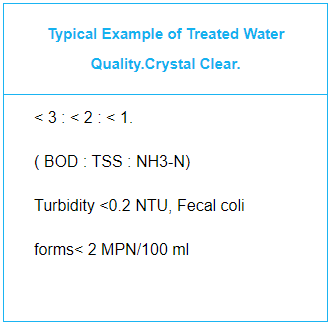 Typical Example of Treated Water
Quality.Crystal Clear.
< 3 : < 2 : < 1.
( BOD : TSS : NH3-N)
Turbidity <0.2 NTU, Fecal coli
forms< 2 MPN/100 ml